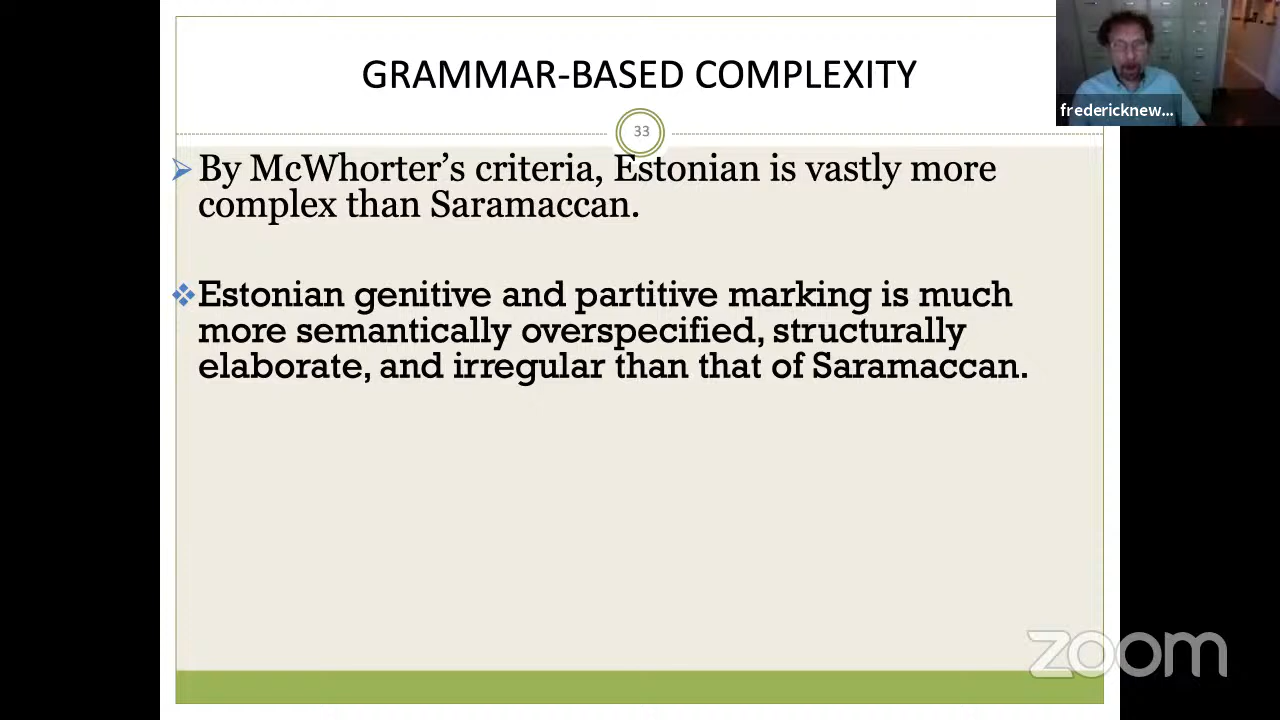 GRAMMAR-BASED COMPLEXITY
fredericknew...
33
By McWhorter's criteria, Estonian is vastly more
complex than Saramaccan.
Estonian genitive and partitive marking is much
more semantically overspecified, structurally
elaborate, and irregular than that of Saramaccan.
zoom